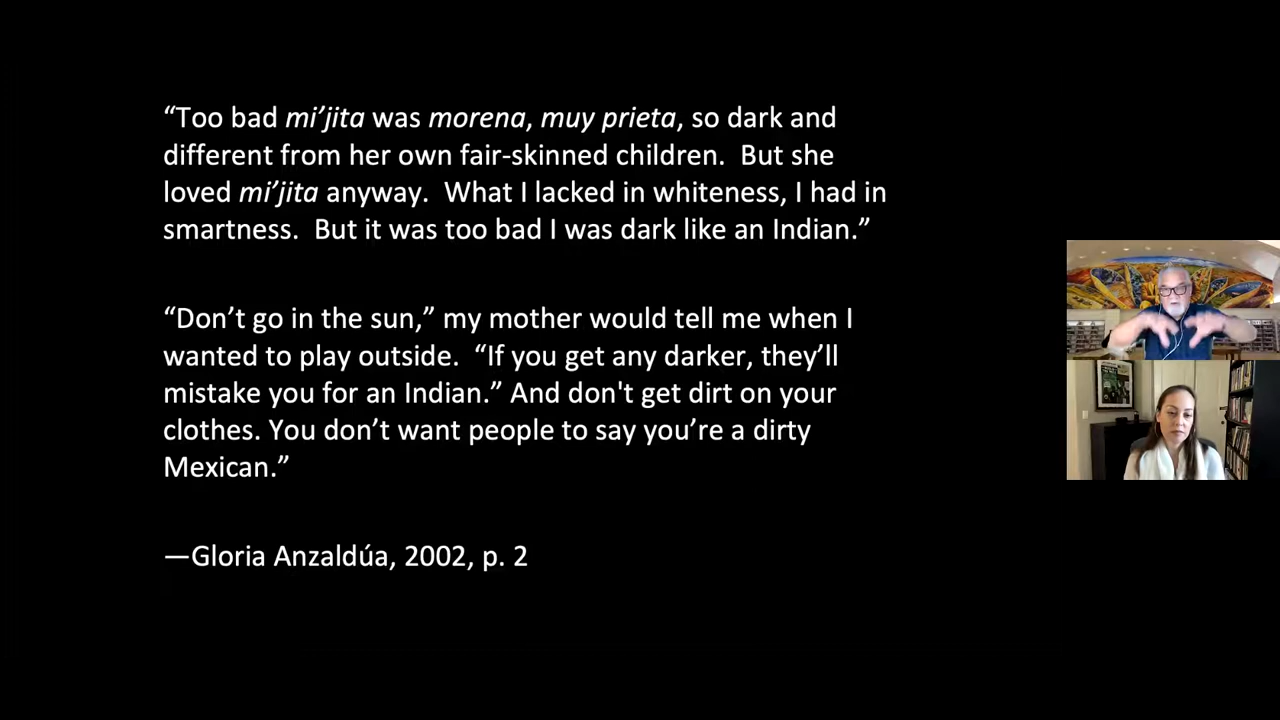 “Too bad mi’jita was morena, muy prieta, so dark and
different from her own fair-skinned children.  But she
loved mi’jita anyway.  What I lacked in whiteness, I had in
smartness.  But it was too bad I was dark like an Indian.”
“Don’t go in the sun,” my mother would tell me when I
wanted to play outside.  “If you get any darker, they’ll
mistake you for an Indian.” And don't get dirt on your
clothes. You don’t want people to say you’re a dirty
Mexican.”
—Gloria Anzaldúa, 2002, p. 2